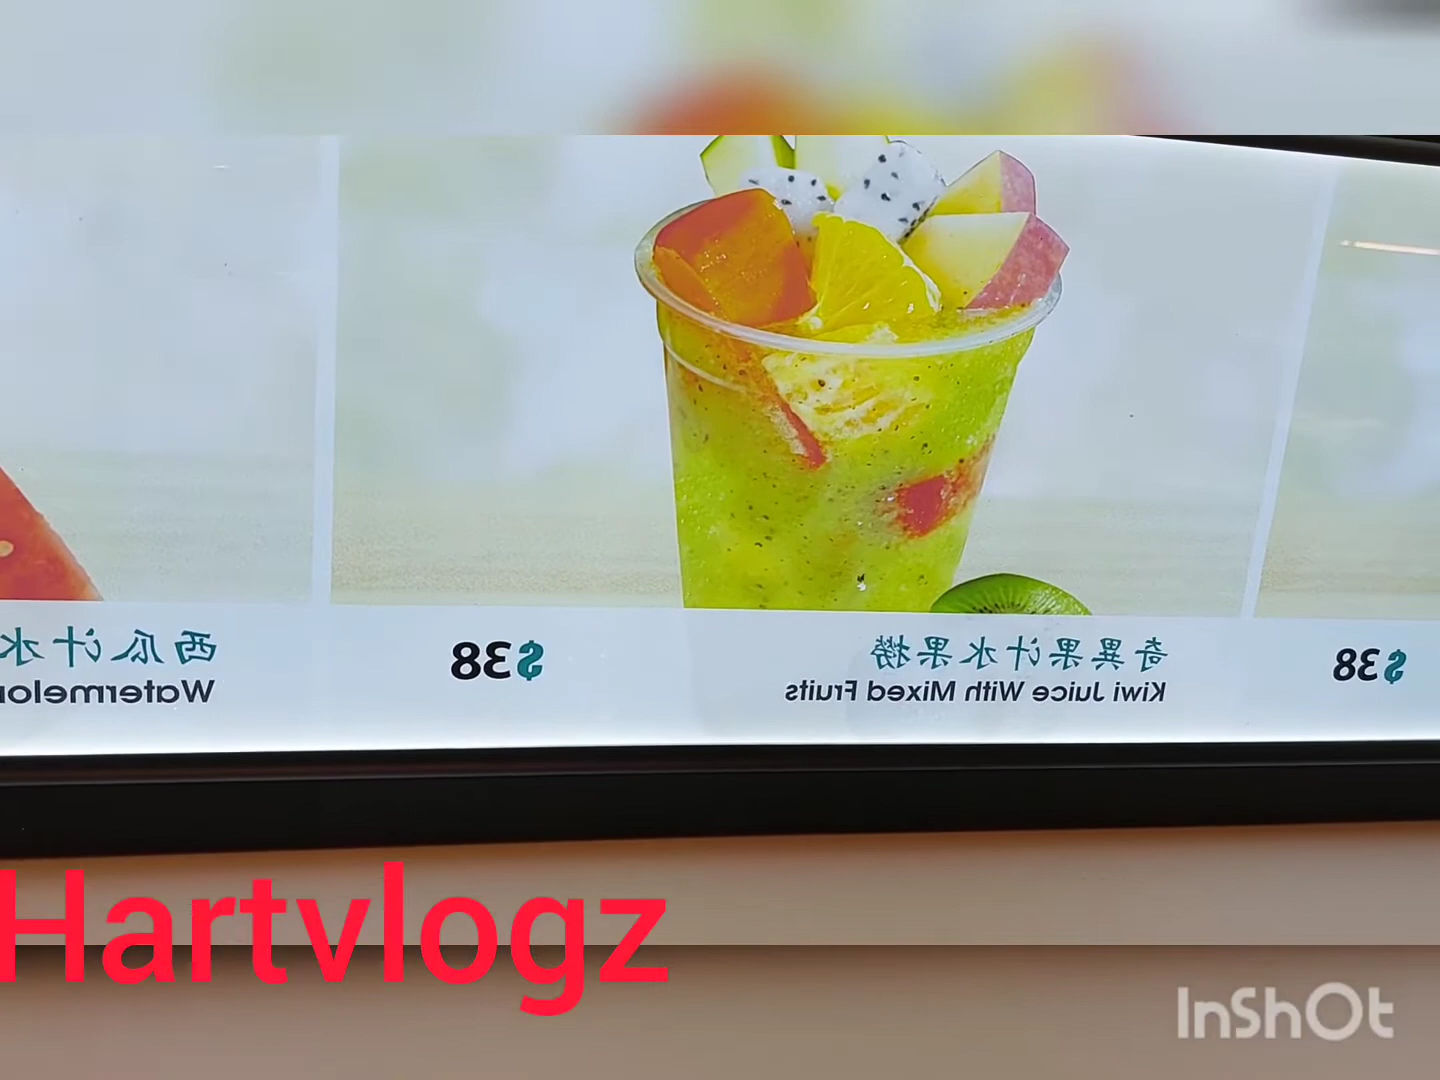 西瓜汁水
Watermelon
$38
奇異果汁水果撈
Kiwi Juice With Mixed Fruits
$38
Hartvlogz
InShOt